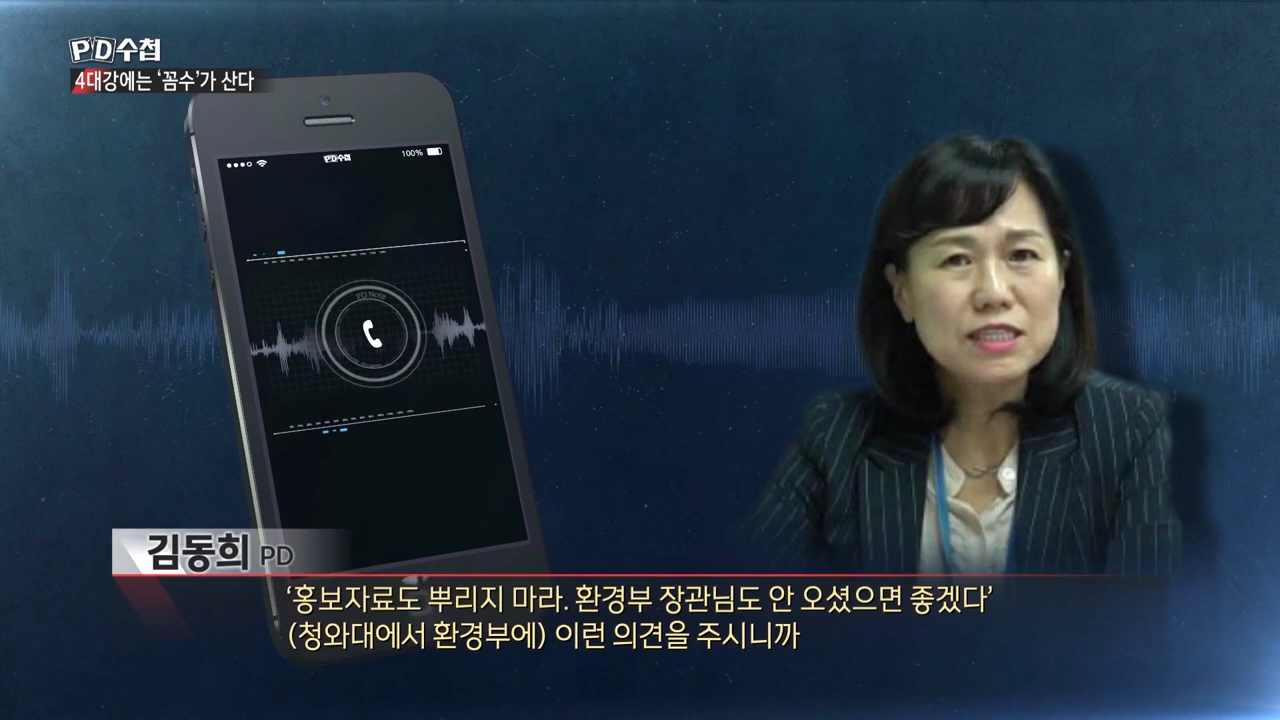 PD수첩
4대강에는 ‘꼼수’가 산다
PD수첩
100%
PD Note
김동희 PD
‘홍보자료도 뿌리지 마라. 환경부 장관님도 안 오셨으면 좋겠다’
(청와대에서 환경부에) 이런 의견을 주시니까